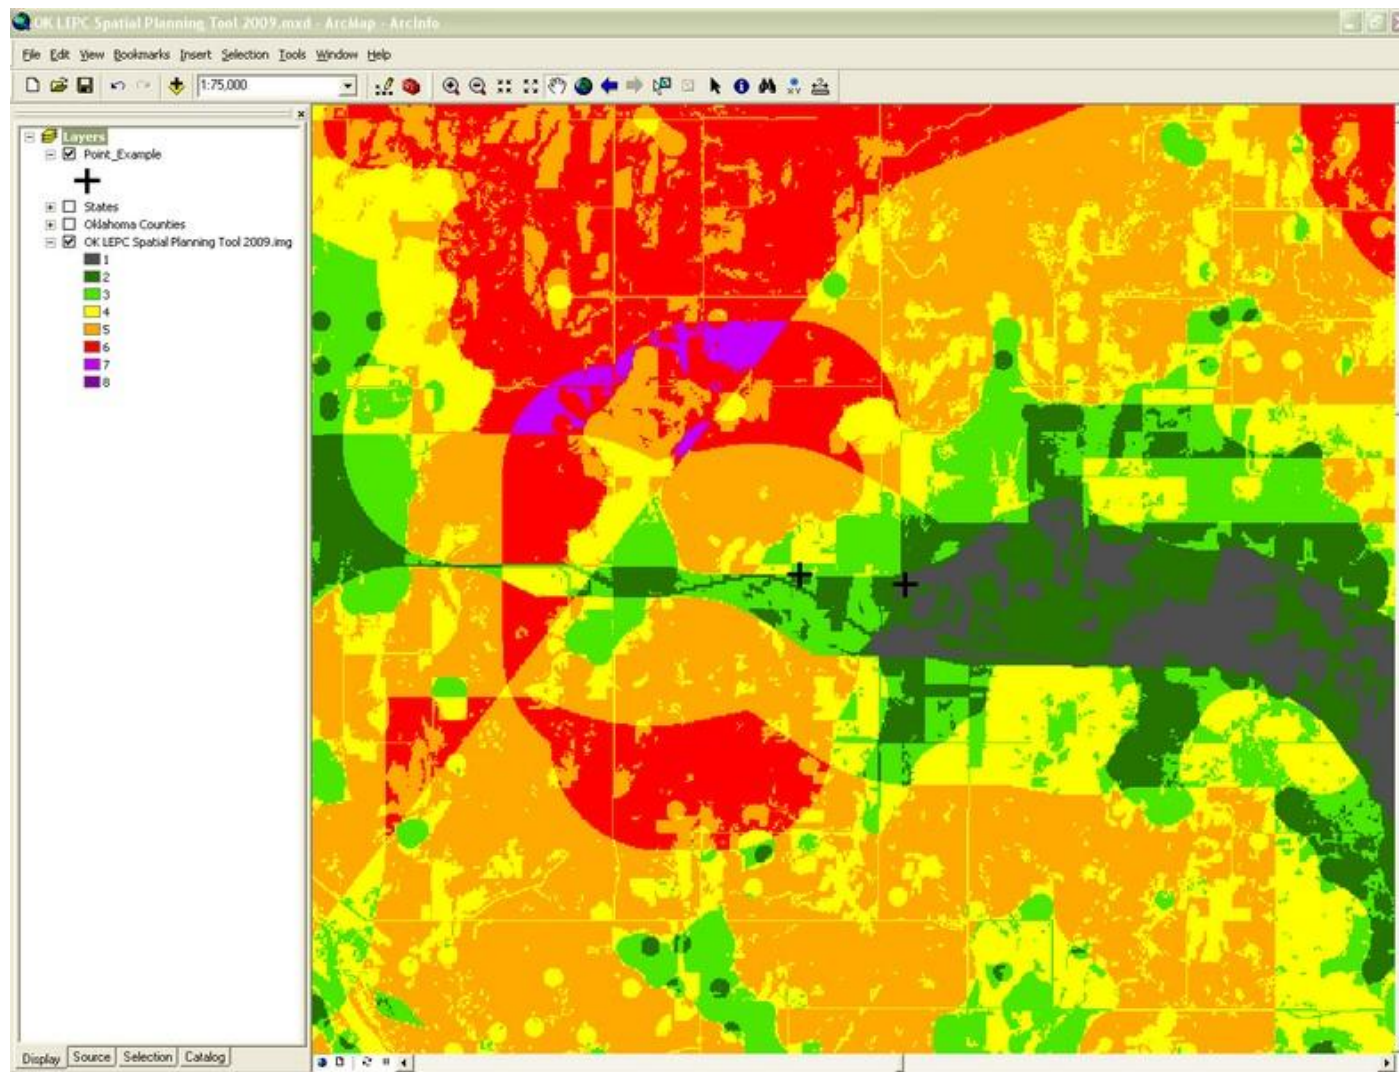 OK LEPC Spatial Planning Tool 2009.mxd - ArcMap - ArcInfo
File Edit View Bookmarks Insert Selection Tools Window Help
1:75,000
Layers
Point_Example
States
Oklahoma Counties
OK LEPC Spatial Planning Tool 2009.img
1
2
3
4
5
6
7
8
Display Source Selection Catalog